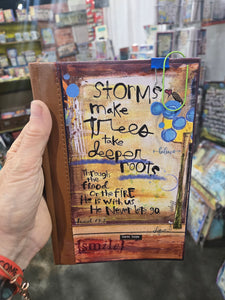 STORMS
make
TREES
take
deeper
roots
Through
the
Flood
OR the FIRE
He is WITH us
He Never lets go
{smile}